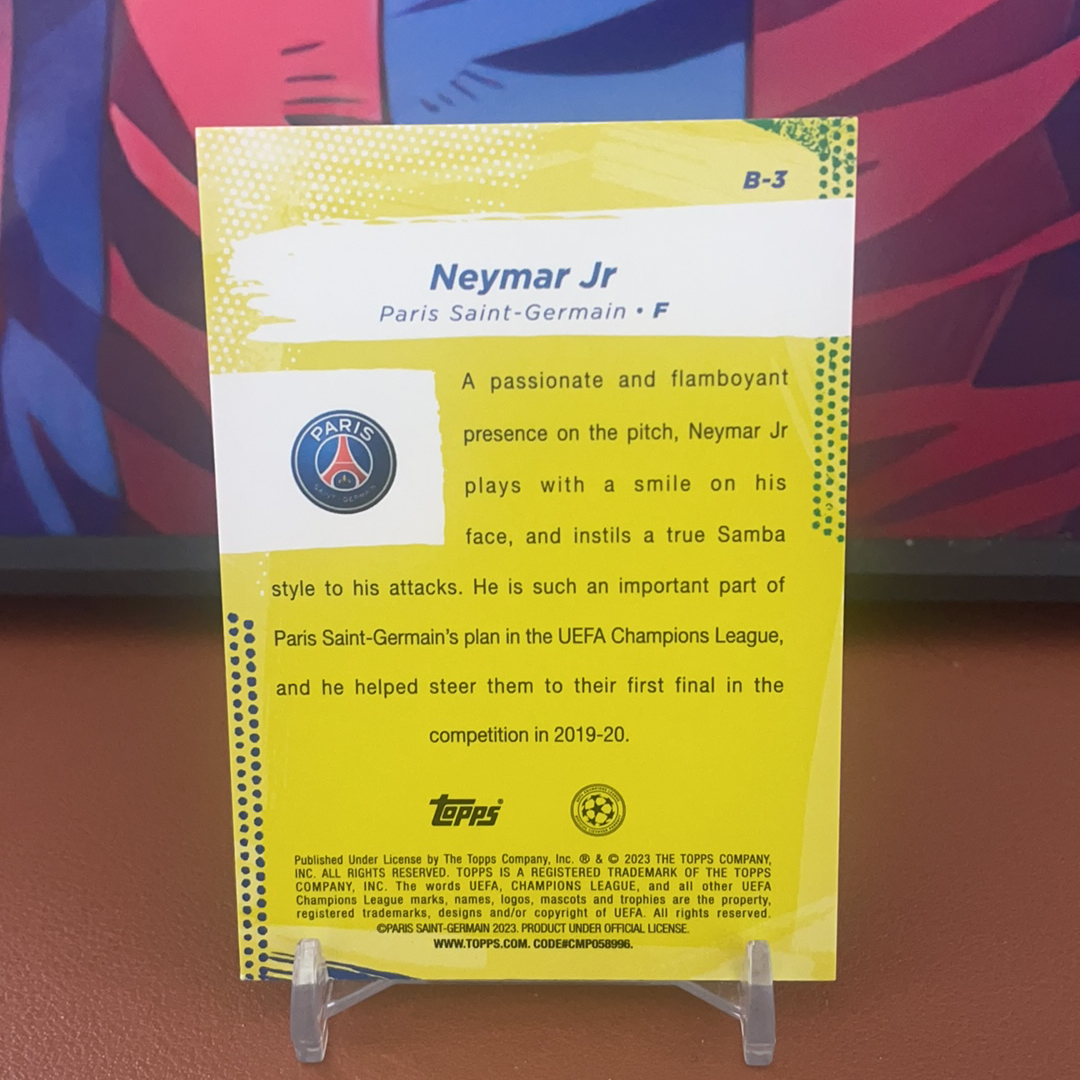 B-3
Neymar Jr
Paris Saint-Germain • F
PARIS
SAINT-GERMAIN
A passionate and flamboyant
presence on the pitch, Neymar Jr
plays with a smile on his
face, and instils a true Samba
style to his attacks. He is such an important part of
Paris Saint-Germain's plan in the UEFA Champions League,
and he helped steer them to their first final in the
competition in 2019-20.
topps®
Published Under License by The Topps Company, Inc. ® & © 2023 THE TOPPS COMPANY,
INC. ALL RIGHTS RESERVED. TOPPS IS A REGISTERED TRADEMARK OF THE TOPPS
COMPANY, INC. The words UEFA, CHAMPIONS LEAGUE, and all other UEFA
Champions League marks, names, logos, mascots and trophies are the property,
registered trademarks, designs and/or copyright of UEFA. All rights reserved.
©PARIS SAINT-GERMAIN 2023. PRODUCT UNDER OFFICIAL LICENSE.
WWW.TOPPS.COM. CODE#CMP058996.